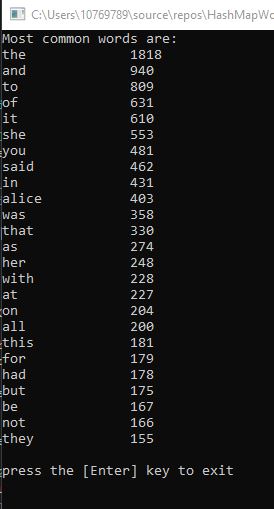 C:\Users\10769789\source\repos\HashMapWo
Most common words are:
the 1818
and 940
to 809
of 631
it 610
she 553
you 481
said 462
in 431
alice 403
was 358
that 330
as 274
her 248
with 228
at 227
on 204
all 200
this 181
for 179
had 178
but 175
be 167
not 166
they 155
press the [Enter] key to exit